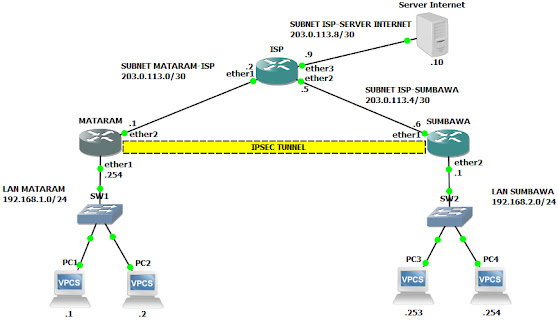 Server Internet
SUBNET ISP-SERVER INTERNET
203.0.113.8/30
.10
ISP
.9
ether3
ether2
.5
.2
ether1
SUBNET MATARAM-ISP
203.0.113.0/30
SUBNET ISP-SUMBAWA
203.0.113.4/30
MATARAM
.1
ether2
IPSEC TUNNEL
.6
ether1
SUMBAWA
ether1
.254
LAN MATARAM
192.168.1.0/24
SW1
ether2
.1
LAN SUMBAWA
192.168.2.0/24
SW2
PC1
VPCS
.1
PC2
VPCS
.2
PC3
VPCS
.253
PC4
VPCS
.254